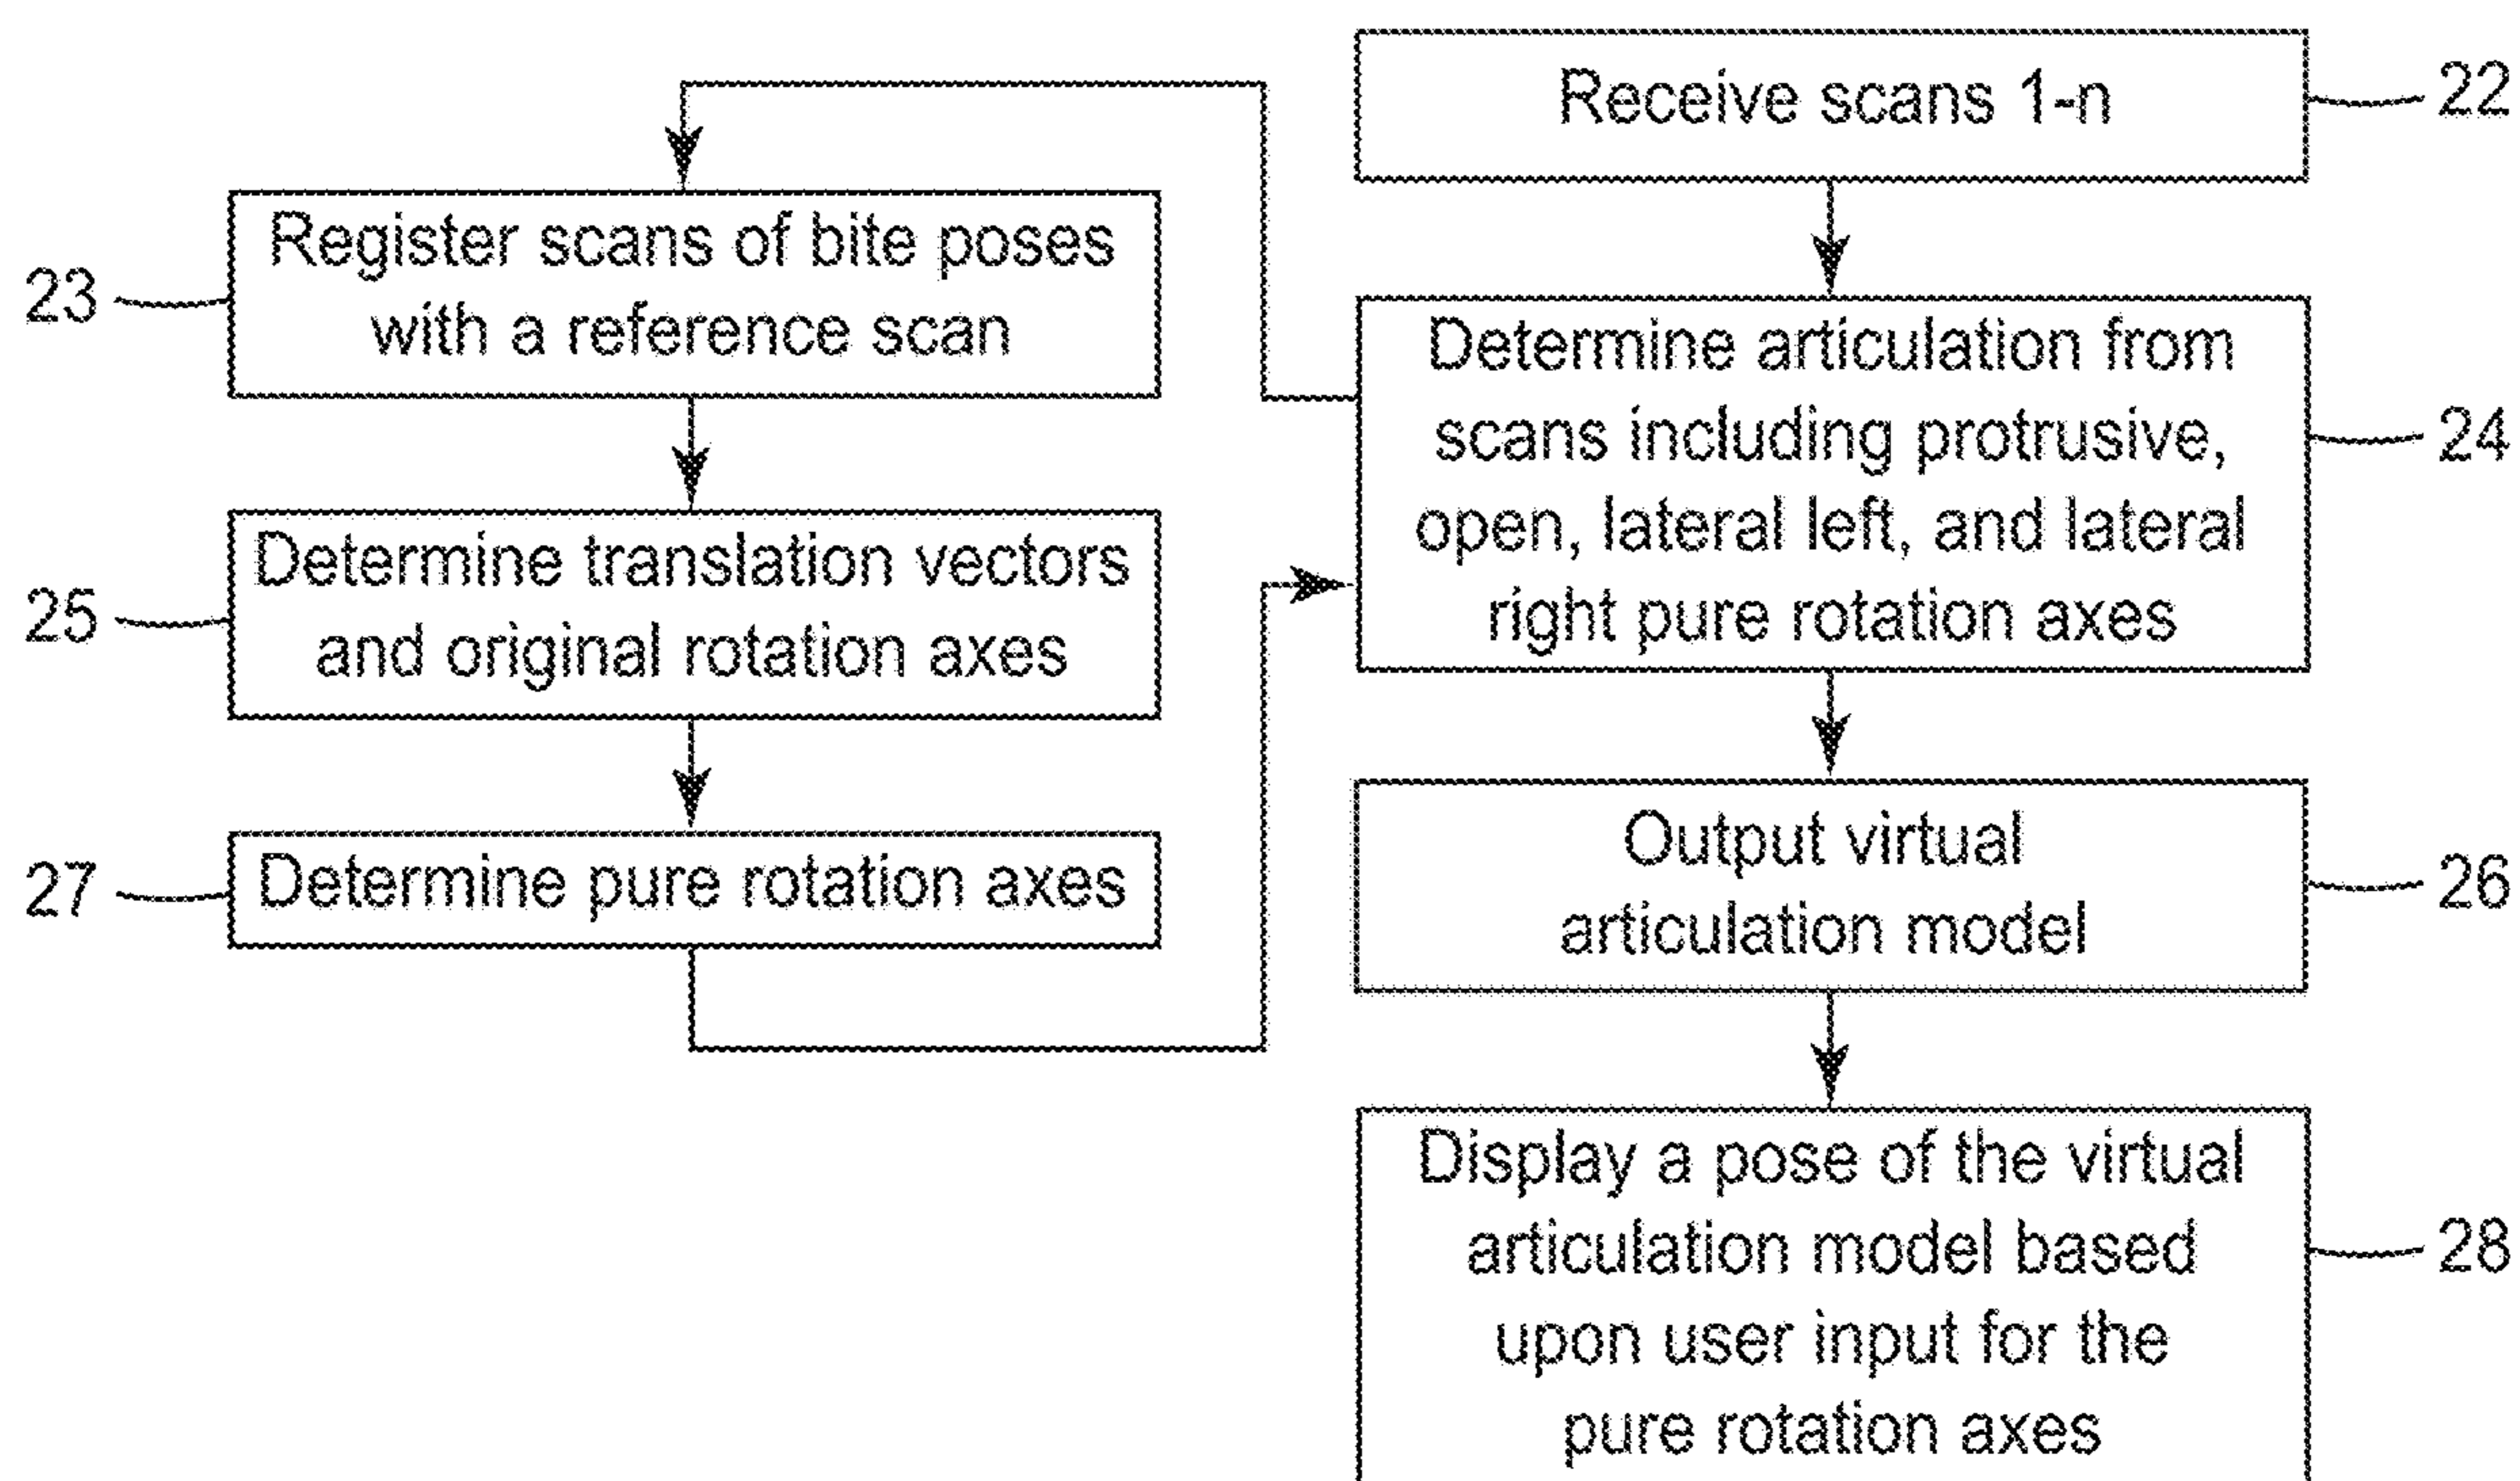 Receive scans 1-n
22
Register scans of bite poses
with a reference scan
23
Determine articulation from
scans including protrusive,
open, lateral left, and lateral
right pure rotation axes
24
Determine translation vectors
and original rotation axes
25
Determine pure rotation axes
27
Output virtual
articulation model
26
Display a pose of the virtual
articulation model based
upon user input for the
pure rotation axes
28